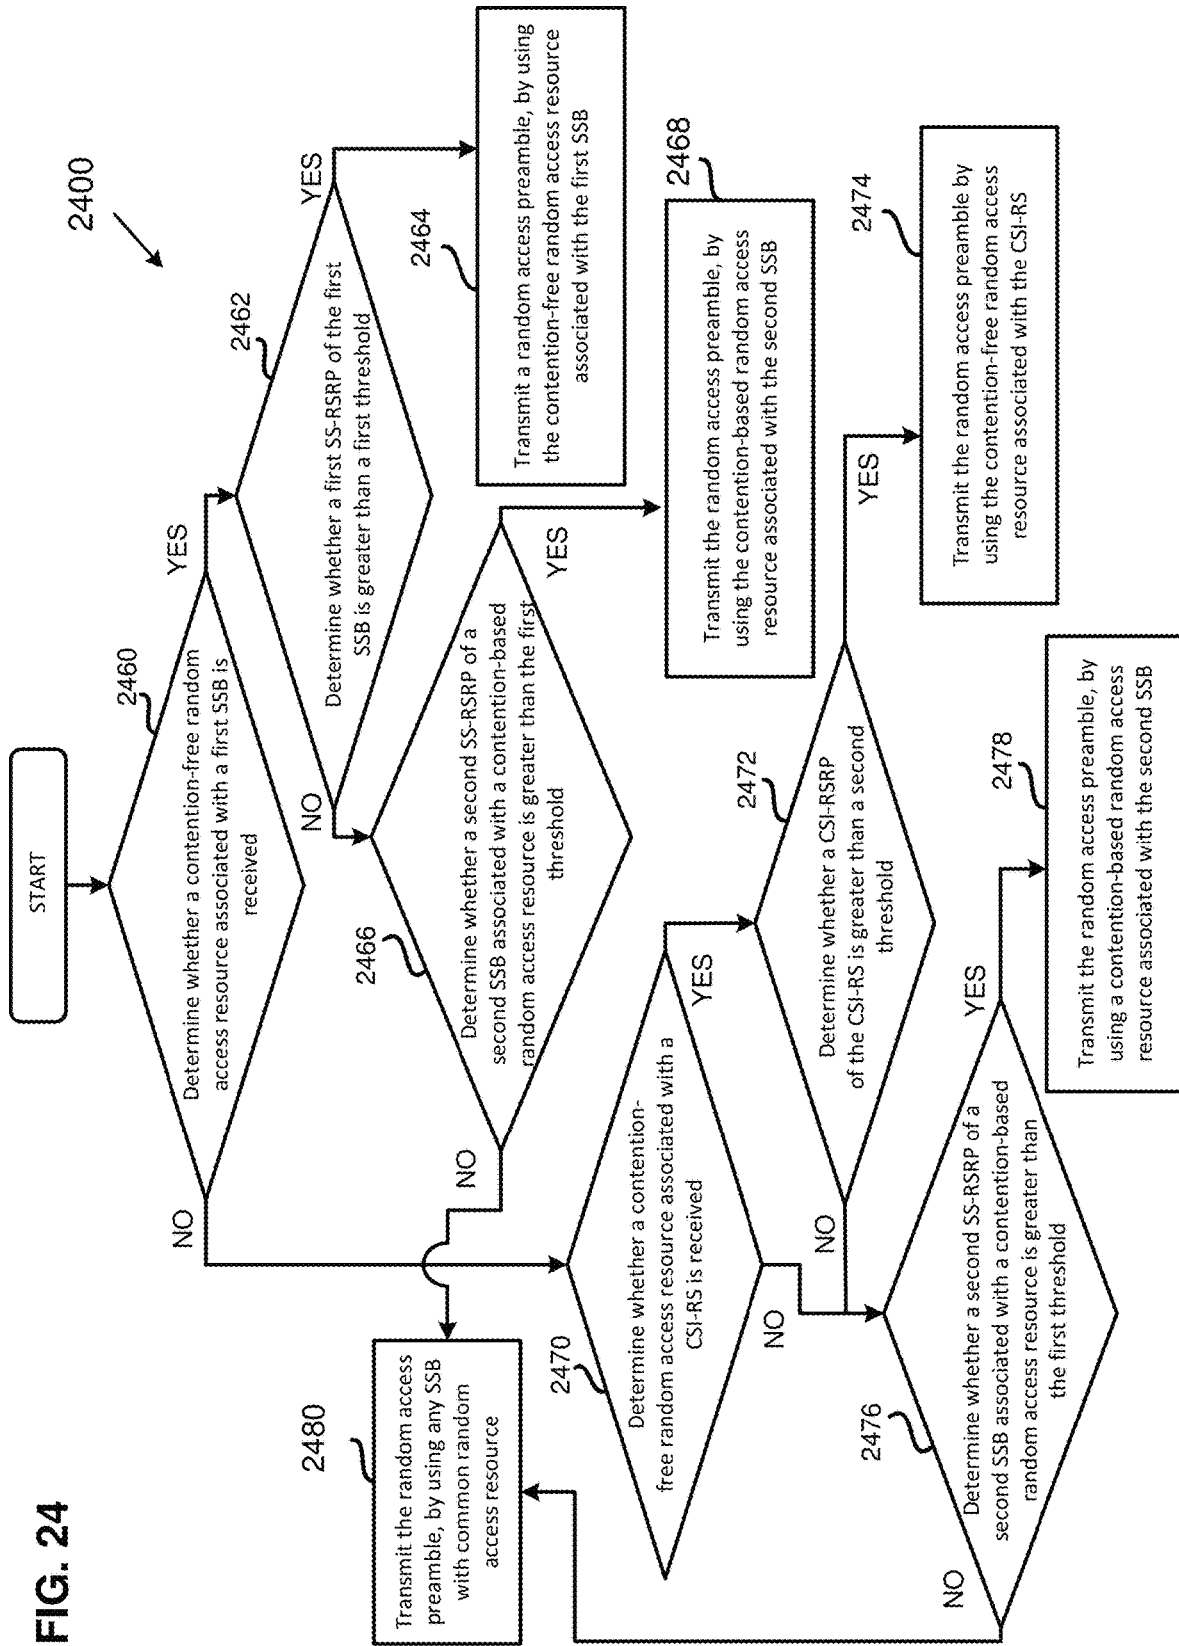 FIG. 24
2400
START
2460
Determine whether a contention-free random
access resource associated with a first SSB is
received
YES
NO
2462
Determine whether a first SS-RSRP of the first
SSB is greater than a first threshold
YES
NO
2464
Transmit a random access preamble, by using
the contention-free random access resource
associated with the first SSB
2466
Determine whether a second SS-RSRP of a
second SSB associated with a contention-based
random access resource is greater than the first
threshold
YES
NO
2468
Transmit the random access preamble, by
using the contention-based random access
resource associated with the second SSB
2470
Determine whether a contention-
free random access resource associated with a
CSI-RS is received
YES
NO
2472
Determine whether a CSI-RSRP
of the CSI-RS is greater than a second
threshold
YES
NO
2474
Transmit the random access preamble by
using the contention-free random access
resource associated with the CSI-RS
2476
Determine whether a second SS-RSRP of a
second SSB associated with a contention-based
random access resource is greater than
the first threshold
YES
NO
2478
Transmit the random access preamble, by
using a contention-based random access
resource associated with the second SSB
2480
Transmit the random access
preamble, by using any SSB
with common random
access resource